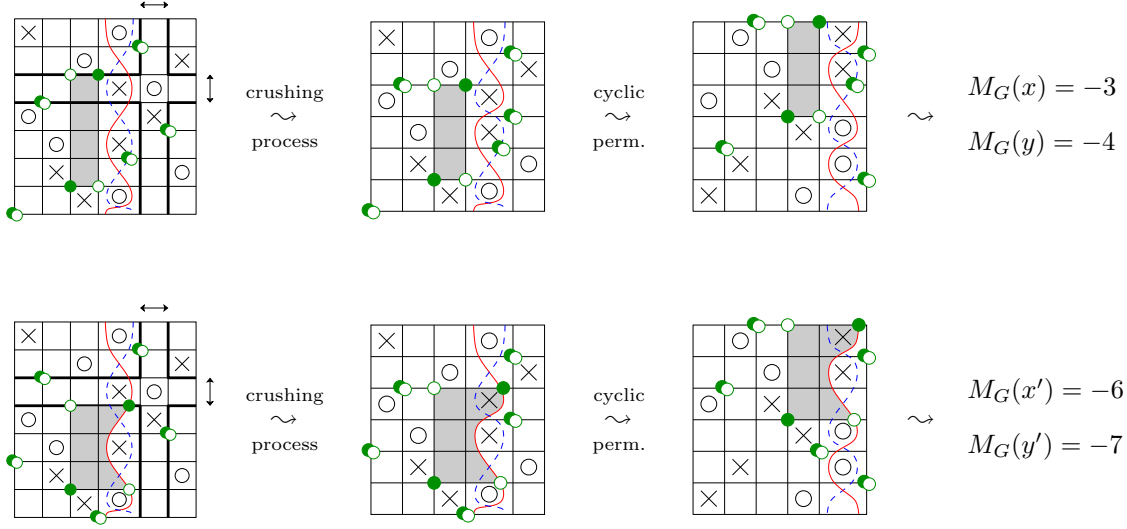 crushing
⤳
process
cyclic
⤳
perm.
⤳
M_G(x) = −3
M_G(y) = −4
crushing
⤳
process
cyclic
⤳
perm.
⤳
M_G(x′) = −6
M_G(y′) = −7